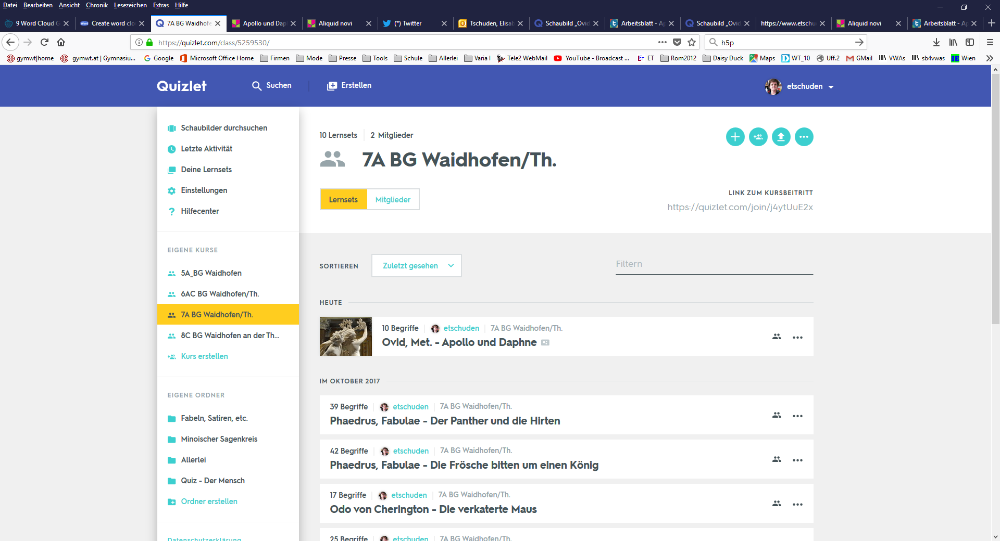 Datei Bearbeiten Ansicht Chronik Lesezeichen Extras Hilfe
9 Word Cloud G Create word clo 7A BG Waidhofe Apollo und Dap Aliquid novi (*) Twitter Tschuden, Elisab Schaubild „Ovid Arbeitsblatt - Ap Schaubild „Ovid https://www.etschu Aliquid novi Arbeitsblatt - Ap
https://quizlet.com/class/5259530/ h5p
gymwt|home gymwt.at | Gymnasiu... Google Microsoft Office Home Firmen Mode Presse Tools Schule Allerlei Varia I Tele2 WebMail YouTube - Broadcast ... ET Rom2012 Daisy Duck Maps WT_10 Uff.2 GMail VWAs sb4vwas BIB Wien
Quizlet Suchen Erstellen etschuden
Schaubilder durchsuchen
Letzte Aktivität
Deine Lernsets
Einstellungen
Hilfecenter
EIGENE KURSE
5A_BG Waidhofen
6AC BG Waidhofen/Th.
7A BG Waidhofen/Th.
8C BG Waidhofen an der Th...
Kurs erstellen
EIGENE ORDNER
Fabeln, Satiren, etc.
Minoischer Sagenkreis
Allerlei
Quiz - Der Mensch
Ordner erstellen
Datenschutzerklärung
10 Lernsets 2 Mitglieder
7A BG Waidhofen/Th.
Lernsets Mitglieder
LINK ZUM KURSBEITRITT
https://quizlet.com/join/j4ytUuE2x
SORTIEREN Zuletzt gesehen Filtern
HEUTE
10 Begriffe etschuden 7A BG Waidhofen/Th.
Ovid, Met. - Apollo und Daphne
IM OKTOBER 2017
39 Begriffe etschuden 7A BG Waidhofen/Th.
Phaedrus, Fabulae - Der Panther und die Hirten
42 Begriffe etschuden 7A BG Waidhofen/Th.
Phaedrus, Fabulae - Die Frösche bitten um einen König
17 Begriffe etschuden 7A BG Waidhofen/Th.
Odo von Cherington - Die verkaterte Maus
25 Begriffe etschuden 7A BG Waidhofen/Th.